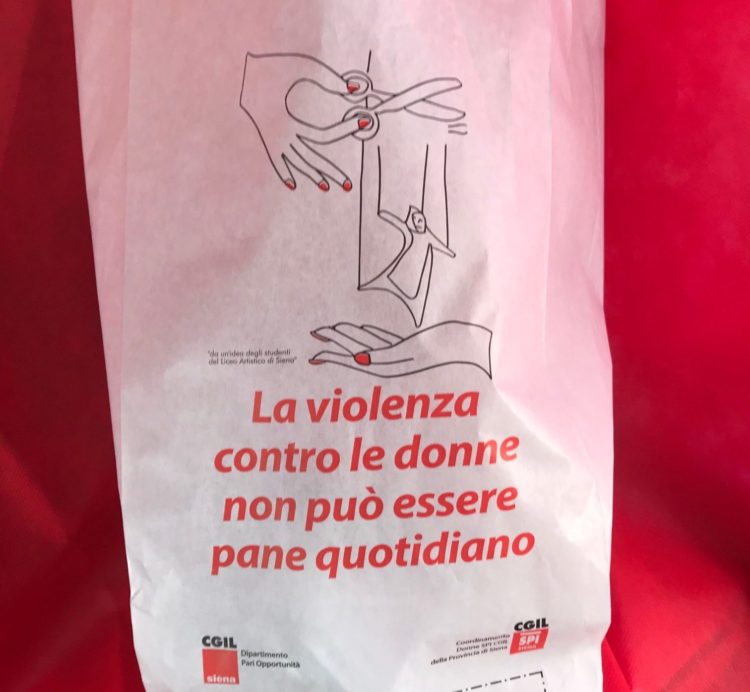 "da un'idea degli studenti
del Liceo Artistico di Siena"
La violenza
contro le donne
non può essere
pane quotidiano
CGIL
siena
Dipartimento
Pari Opportunità
Coordinamento
Donne SPI CGIL
della Provincia di Siena
CGIL
SPI